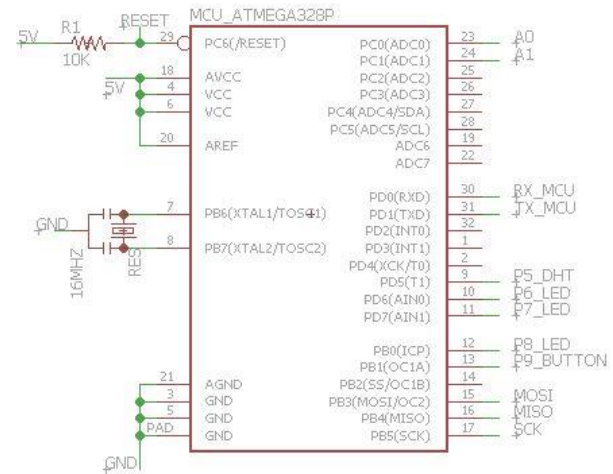 MCU_ATMEGA328P
RESET
5V
R1
10K
29 PC6(/RESET)
5V
18 AVCC
4 VCC
6 VCC
20 AREF
GND
16MHZ
RES
7 PB6(XTAL1/TOSC1)
8 PB7(XTAL2/TOSC2)
21 AGND
3 GND
5 GND
PAD GND
GND
PC0(ADC0) 23 A0
PC1(ADC1) 24 A1
PC2(ADC2) 25
PC3(ADC3) 26
PC4(ADC4/SDA) 27
PC5(ADC5/SCL) 28
ADC6 19
ADC7 22
PD0(RXD) 30 RX_MCU
PD1(TXD) 31 TX_MCU
PD2(INT0) 32
PD3(INT1) 1
PD4(XCK/T0) 2
PD5(T1) 9 P5_DHT
PD6(AIN0) 10 P6_LED
PD7(AIN1) 11 P7_LED
PB0(ICP) 12 P8_LED
PB1(OC1A) 13 P9_BUTTON
PB2(SS/OC1B) 14
PB3(MOSI/OC2) 15 MOSI
PB4(MISO) 16 MISO
PB5(SCK) 17 SCK